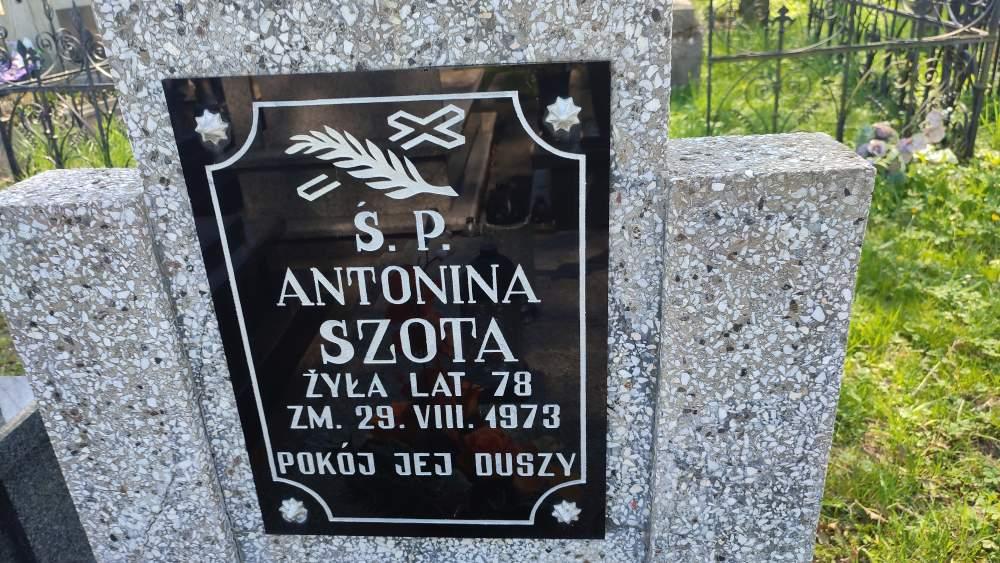 Ś. P.
ANTONINA
SZOTA
ŻYŁA LAT 78
ZM. 29. VIII. 1973
POKÓJ JEJ DUSZY